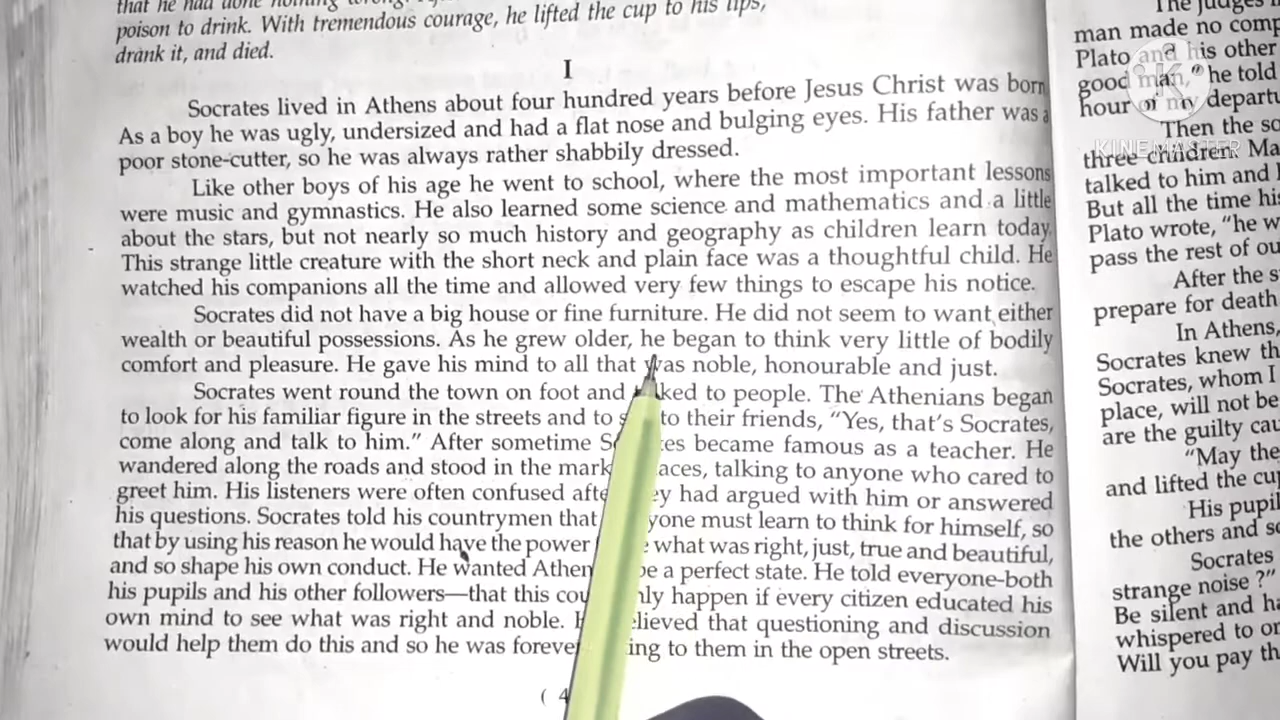 that he had done nothing
poison to drink. With tremendous courage, he lifted the cup to his lips,
drank it, and died.
I
Socrates lived in Athens about four hundred years before Jesus Christ was born
As a boy he was ugly, undersized and had a flat nose and bulging eyes. His father was a
poor stone-cutter, so he was always rather shabbily dressed.
Like other boys of his age he went to school, where the most important lessons
were music and gymnastics. He also learned some science and mathematics and a little
about the stars, but not nearly so much history and geography as children learn today.
This strange little creature with the short neck and plain face was a thoughtful child. He
watched his companions all the time and allowed very few things to escape his notice.
Socrates did not have a big house or fine furniture. He did not seem to want either
wealth or beautiful possessions. As he grew older, he began to think very little of bodily
comfort and pleasure. He gave his mind to all that was noble, honourable and just.
Socrates went round the town on foot and ked to people. The Athenians began
to look for his familiar figure in the streets and to s to their friends, "Yes, that's Socrates,
come along and talk to him." After sometime S es became famous as a teacher. He
wandered along the roads and stood in the mark aces, talking to anyone who cared to
greet him. His listeners were often confused afte ey had argued with him or answered
his questions. Socrates told his countrymen that yone must learn to think for himself, so
that by using his reason he would have the power what was right, just, true and beautiful,
and so shape his own conduct. He wanted Athen be a perfect state. He told everyone-both
his pupils and his other followers—that this cou nly happen if every citizen educated his
own mind to see what was right and noble. lieved that questioning and discussion
would help them do this and so he was foreve ing to them in the open streets.
( 4
The judges
man made no comp
Plato and his other
good man," he told
hour of my departu
Then the so
three children. Ma
talked to him and
But all the time hi
Plato wrote, "he w
pass the rest of ou
After the s
prepare for death
In Athens,
Socrates knew th
Socrates, whom I
place, will not be
are the guilty cau
"May the
and lifted the cup
His pupil
the others and s
Socrates
strange noise ?"
Be silent and ha
whispered to o
Will you pay th
KINEMASTER